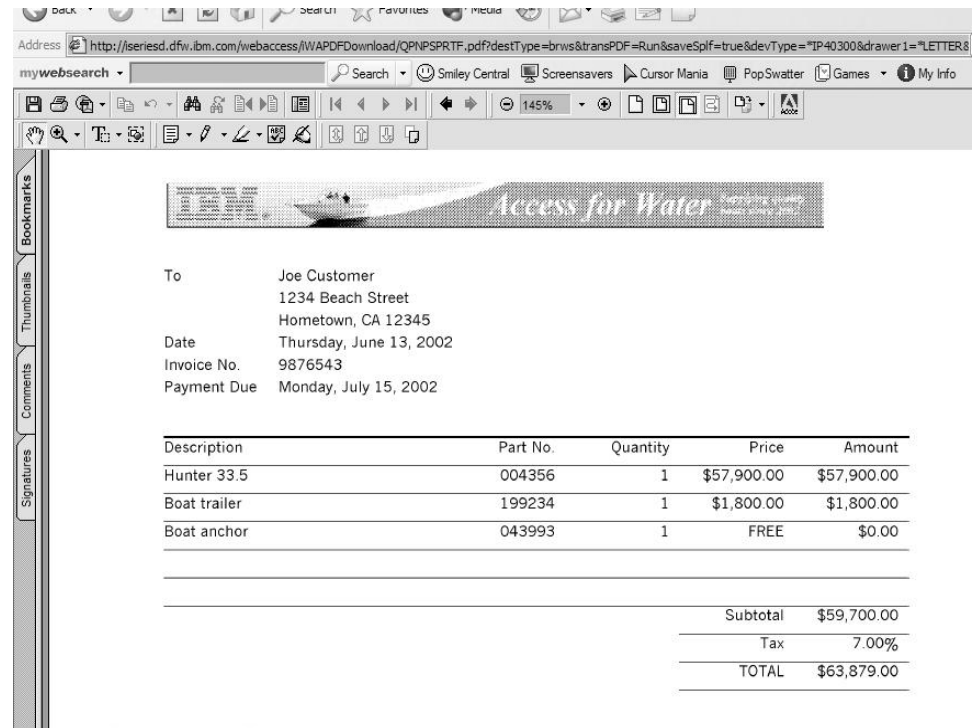 Back Search Favorites Media
Address http://iseriesd.dfw.ibm.com/webaccess/iWAPDFDownload/QPNPSPRTF.pdf?destType=brws&transPDF=Run&saveSplf=true&devType=*IP40300&drawer1=*LETTER&
mywebsearch Search Smiley Central Screensavers Cursor Mania PopSwatter Games My Info
145% Adobe
Bookmarks
Thumbnails
Comments
Signatures
IBM. Access for Water
To Joe Customer
1234 Beach Street
Hometown, CA 12345
Date Thursday, June 13, 2002
Invoice No. 9876543
Payment Due Monday, July 15, 2002
Description Part No. Quantity Price Amount
Hunter 33.5 004356 1 $57,900.00 $57,900.00
Boat trailer 199234 1 $1,800.00 $1,800.00
Boat anchor 043993 1 FREE $0.00
Subtotal $59,700.00
Tax 7.00%
TOTAL $63,879.00